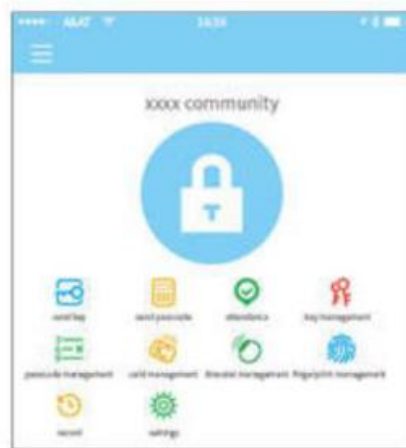 xxxx community
T
send key send passcode attendance key management
passcode management card management bracelet management fingerprint management
record settings